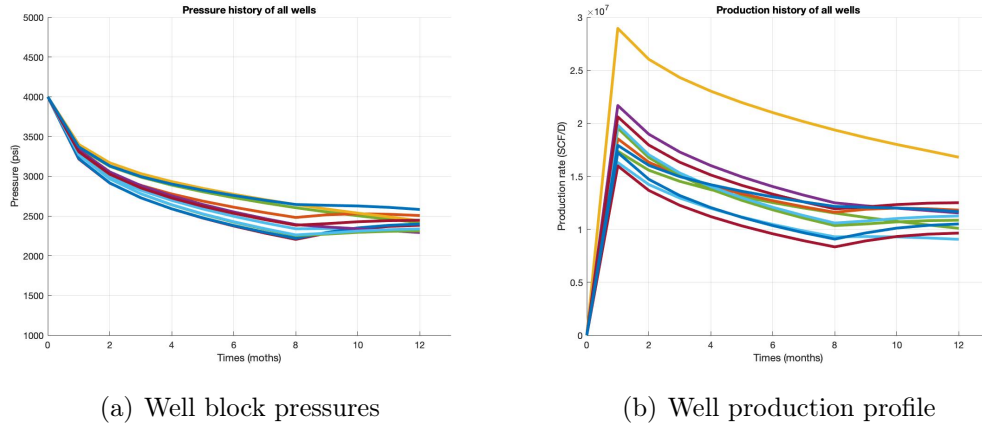 Pressure history of all wells
5000
4500
4000
3500
3000
2500
2000
1500
1000
Pressure (psi)
0 2 4 6 8 10 12
Times (moths)
(a) Well block pressures
Production history of all wells
×10⁷
3
2.5
2
1.5
1
0.5
0
Production rate (SCF/D)
0 2 4 6 8 10 12
Times (months)
(b) Well production profile